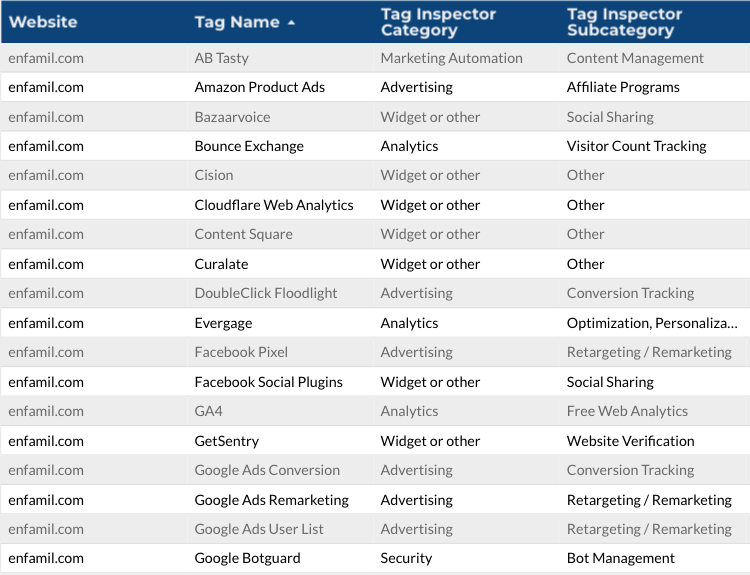 Website Tag Name Tag Inspector Category Tag Inspector Subcategory
enfamil.com AB Tasty Marketing Automation Content Management
enfamil.com Amazon Product Ads Advertising Affiliate Programs
enfamil.com Bazaarvoice Widget or other Social Sharing
enfamil.com Bounce Exchange Analytics Visitor Count Tracking
enfamil.com Cision Widget or other Other
enfamil.com Cloudflare Web Analytics Widget or other Other
enfamil.com Content Square Widget or other Other
enfamil.com Curalate Widget or other Other
enfamil.com DoubleClick Floodlight Advertising Conversion Tracking
enfamil.com Evergage Analytics Optimization, Personaliza...
enfamil.com Facebook Pixel Advertising Retargeting / Remarketing
enfamil.com Facebook Social Plugins Widget or other Social Sharing
enfamil.com GA4 Analytics Free Web Analytics
enfamil.com GetSentry Widget or other Website Verification
enfamil.com Google Ads Conversion Advertising Conversion Tracking
enfamil.com Google Ads Remarketing Advertising Retargeting / Remarketing
enfamil.com Google Ads User List Advertising Retargeting / Remarketing
enfamil.com Google Botguard Security Bot Management